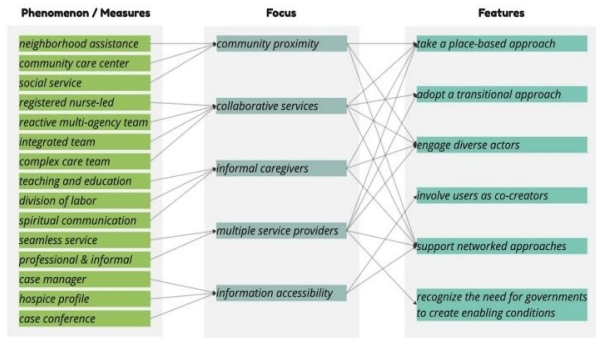 Phenomenon / Measures
neighborhood assistance
community care center
social service
registered nurse-led
reactive multi-agency team
integrated team
complex care team
teaching and education
division of labor
spiritual communication
seamless service
professional & informal
case manager
hospice profile
case conference
Focus
community proximity
collaborative services
informal caregivers
multiple service providers
information accessibility
Features
take a place-based approach
adopt a transitional approach
engage diverse actors
involve users as co-creators
support networked approaches
recognize the need for governments
to create enabling conditions